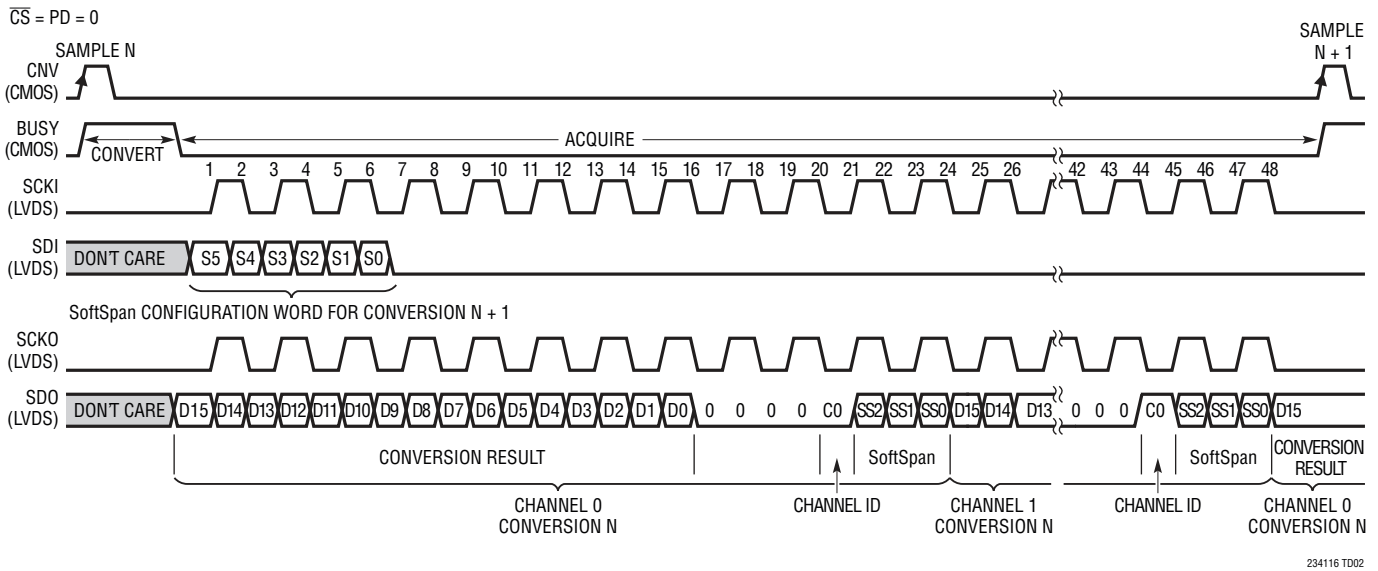 CS = PD = 0
SAMPLE N
SAMPLE
N + 1
CNV
(CMOS)
BUSY
(CMOS)
CONVERT
ACQUIRE
1 2 3 4 5 6 7 8 9 10 11 12 13 14 15 16 17 18 19 20 21 22 23 24 25 26 42 43 44 45 46 47 48
SCKI
(LVDS)
SDI
(LVDS)
DON'T CARE S5 S4 S3 S2 S1 S0
SoftSpan CONFIGURATION WORD FOR CONVERSION N + 1
SCKO
(LVDS)
SDO
(LVDS)
DON'T CARE D15 D14 D13 D12 D11 D10 D9 D8 D7 D6 D5 D4 D3 D2 D1 D0 0 0 0 0 C0 SS2 SS1 SS0 D15 D14 D13 0 0 0 C0 SS2 SS1 SS0 D15
CONVERSION RESULT
SoftSpan
SoftSpan
CONVERSION
RESULT
CHANNEL 0
CONVERSION N
CHANNEL ID
CHANNEL 1
CONVERSION N
CHANNEL ID
CHANNEL 0
CONVERSION N
234116 TD02